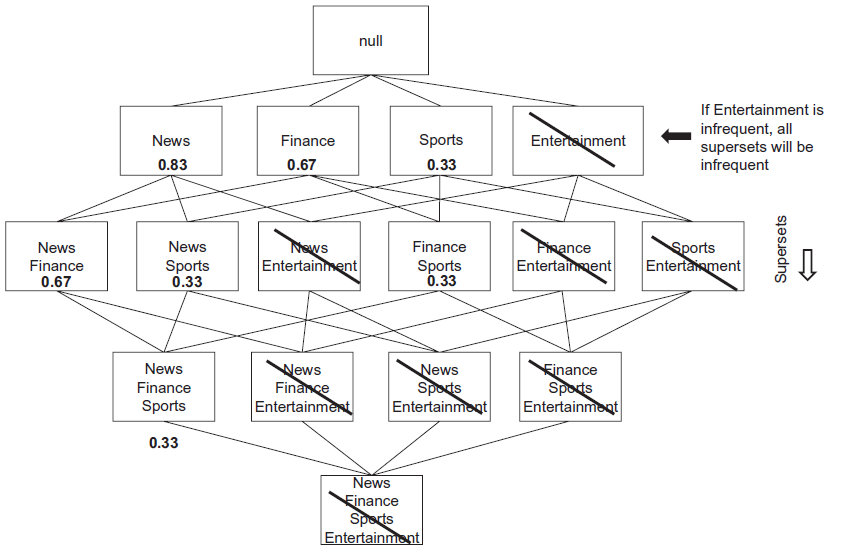 null
News
0.83
Finance
0.67
Sports
0.33
Entertainment
If Entertainment is
infrequent, all
supersets will be
infrequent
News
Finance
0.67
News
Sports
0.33
News
Entertainment
Finance
Sports
0.33
Finance
Entertainment
Sports
Entertainment
Supersets
News
Finance
Sports
0.33
News
Finance
Entertainment
News
Sports
Entertainment
Finance
Sports
Entertainment
News
Finance
Sports
Entertainment